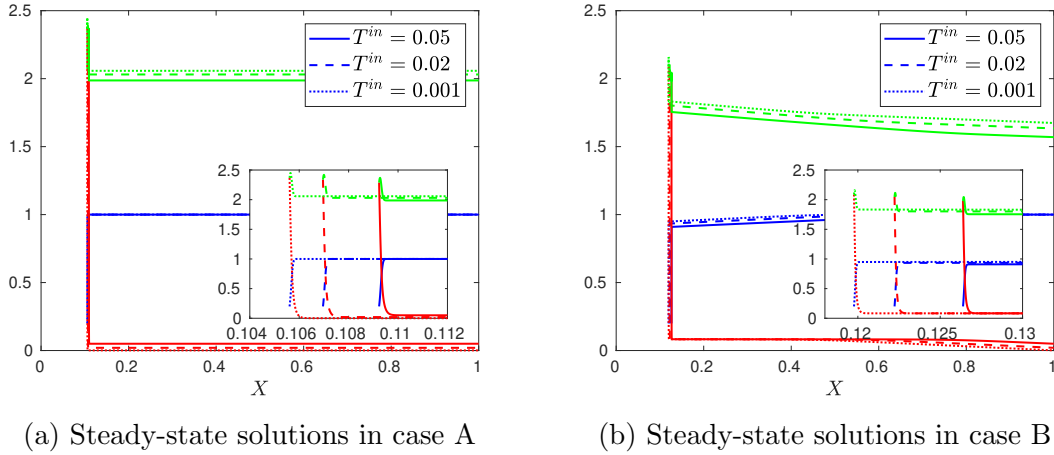 2.5
2
1.5
1
0.5
0
0 0.2 0.4 0.6 0.8 1
X
T^{in} = 0.05
T^{in} = 0.02
T^{in} = 0.001
2.5
2
1.5
1
0.5
0
0.104 0.106 0.108 0.11 0.112
(a) Steady-state solutions in case A
2.5
2
1.5
1
0.5
0
0 0.2 0.4 0.6 0.8 1
X
T^{in} = 0.05
T^{in} = 0.02
T^{in} = 0.001
2.5
2
1.5
1
0.5
0
0.12 0.125 0.13
(b) Steady-state solutions in case B